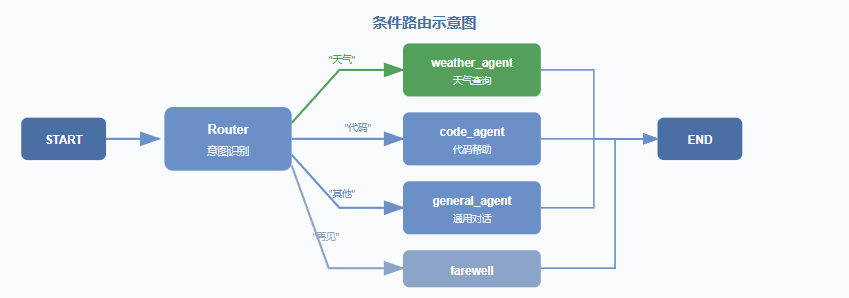 条件路由示意图
START
Router
意图识别
"天气"
weather_agent
天气查询
"代码"
code_agent
代码帮助
"其他"
general_agent
通用对话
"再见"
farewell
END